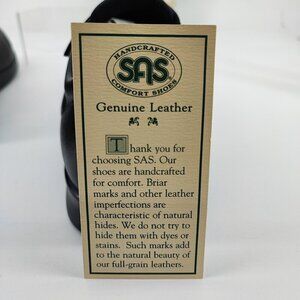 HANDCRAFTED
SAS
COMFORT SHOES
Genuine Leather
Thank you for
choosing SAS. Our
shoes are handcrafted
for comfort. Briar
marks and other leather
imperfections are
characteristic of natural
hides. We do not try to
hide them with dyes or
stains. Such marks add
to the natural beauty of
our full-grain leathers.